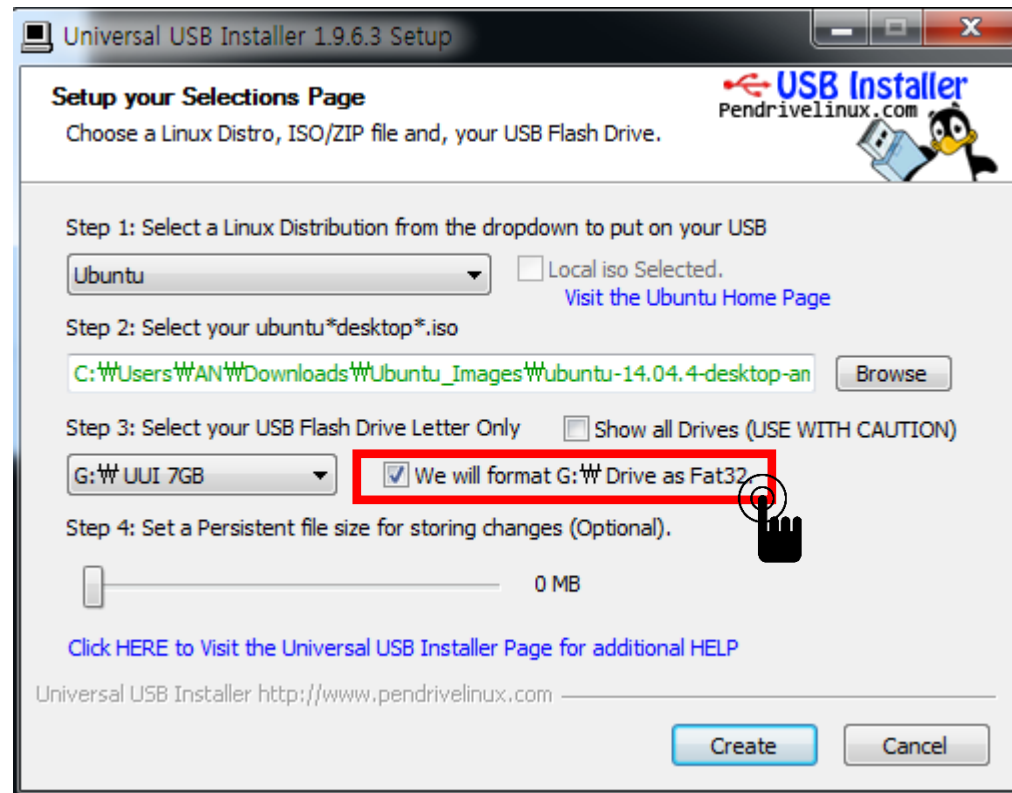 Universal USB Installer 1.9.6.3 Setup
Setup your Selections Page
Choose a Linux Distro, ISO/ZIP file and, your USB Flash Drive.
USB Installer
Pendrivelinux.com
Step 1: Select a Linux Distribution from the dropdown to put on your USB
Ubuntu
Local iso Selected.
Visit the Ubuntu Home Page
Step 2: Select your ubuntu*desktop*.iso
C:₩Users₩AN₩Downloads₩Ubuntu_Images₩ubuntu-14.04.4-desktop-am
Browse
Step 3: Select your USB Flash Drive Letter Only
Show all Drives (USE WITH CAUTION)
G:₩ UUI 7GB
We will format G:₩ Drive as Fat32.
Step 4: Set a Persistent file size for storing changes (Optional).
0 MB
Click HERE to Visit the Universal USB Installer Page for additional HELP
Universal USB Installer http://www.pendrivelinux.com
Create
Cancel